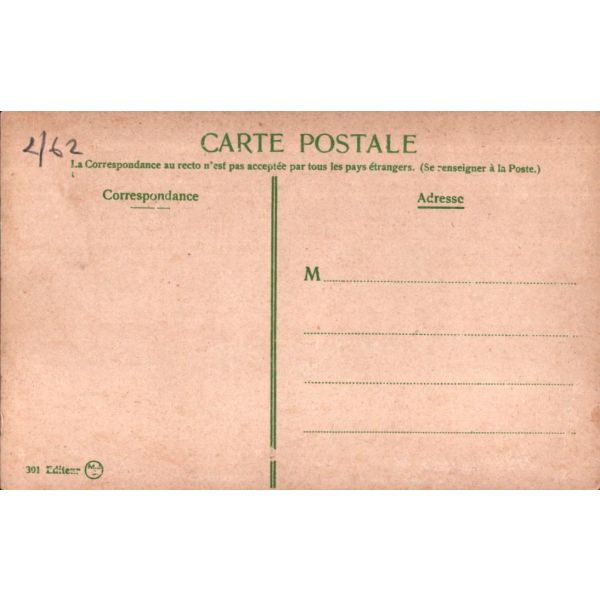 4/62
CARTE POSTALE
La Correspondance au recto n'est pas acceptée par tous les pays étrangers. (Se renseigner à la Poste.)
Correspondance
Adresse
M
301 Editeur